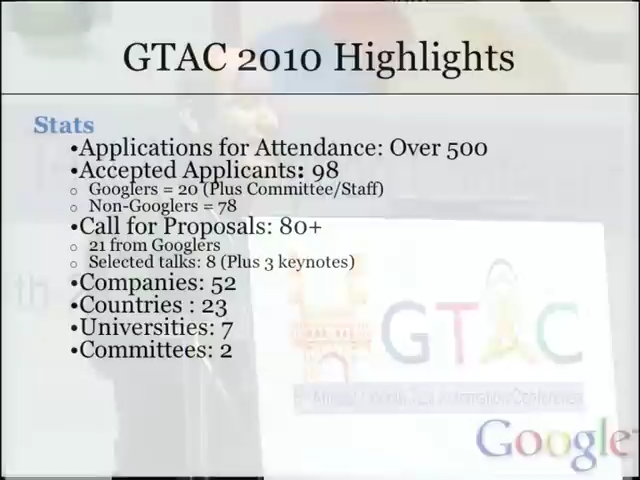 GTAC 2010 Highlights
Stats
•Applications for Attendance: Over 500
•Accepted Applicants: 98
o Googlers = 20 (Plus Committee/Staff)
o Non-Googlers = 78
•Call for Proposals: 80+
o 21 from Googlers
o Selected talks: 8 (Plus 3 keynotes)
•Companies: 52
•Countries : 23
•Universities: 7
•Committees: 2
GTAC
Automation Conference
Google